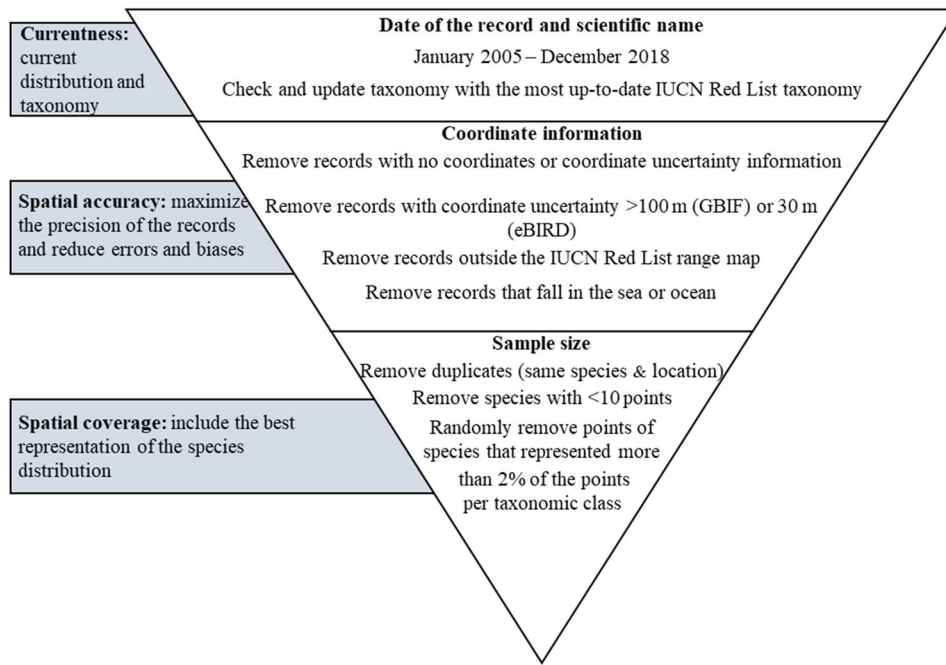 Currentness:
current
distribution and
taxonomy
Date of the record and scientific name
January 2005 – December 2018
Check and update taxonomy with the most up-to-date IUCN Red List taxonomy
Spatial accuracy: maximize
the precision of the records
and reduce errors and biases
Coordinate information
Remove records with no coordinates or coordinate uncertainty information
Remove records with coordinate uncertainty >100 m (GBIF) or 30 m
(eBIRD)
Remove records outside the IUCN Red List range map
Remove records that fall in the sea or ocean
Spatial coverage: include the best
representation of the species
distribution
Sample size
Remove duplicates (same species & location)
Remove species with <10 points
Randomly remove points of
species that represented more
than 2% of the points
per taxonomic class